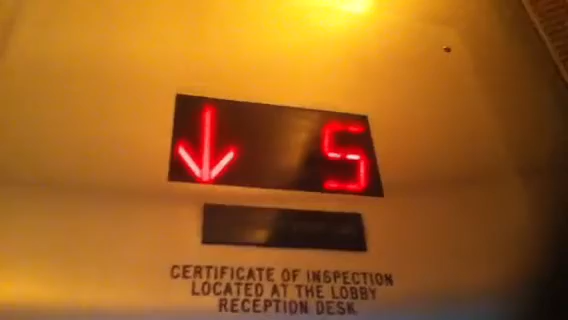 ↓ 5
CERTIFICATE OF INSPECTION
LOCATED AT THE LOBBY
RECEPTION DESK